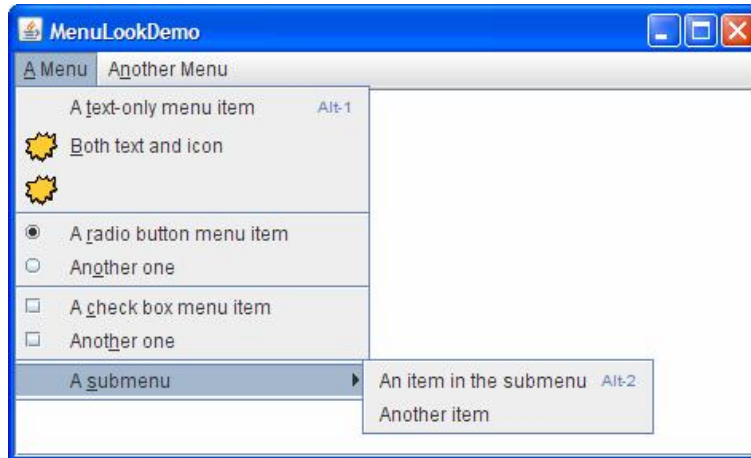 MenuLookDemo
A Menu Another Menu
A text-only menu item Alt-1
Both text and icon
A radio button menu item
Another one
A check box menu item
Another one
A submenu
An item in the submenu Alt-2
Another item